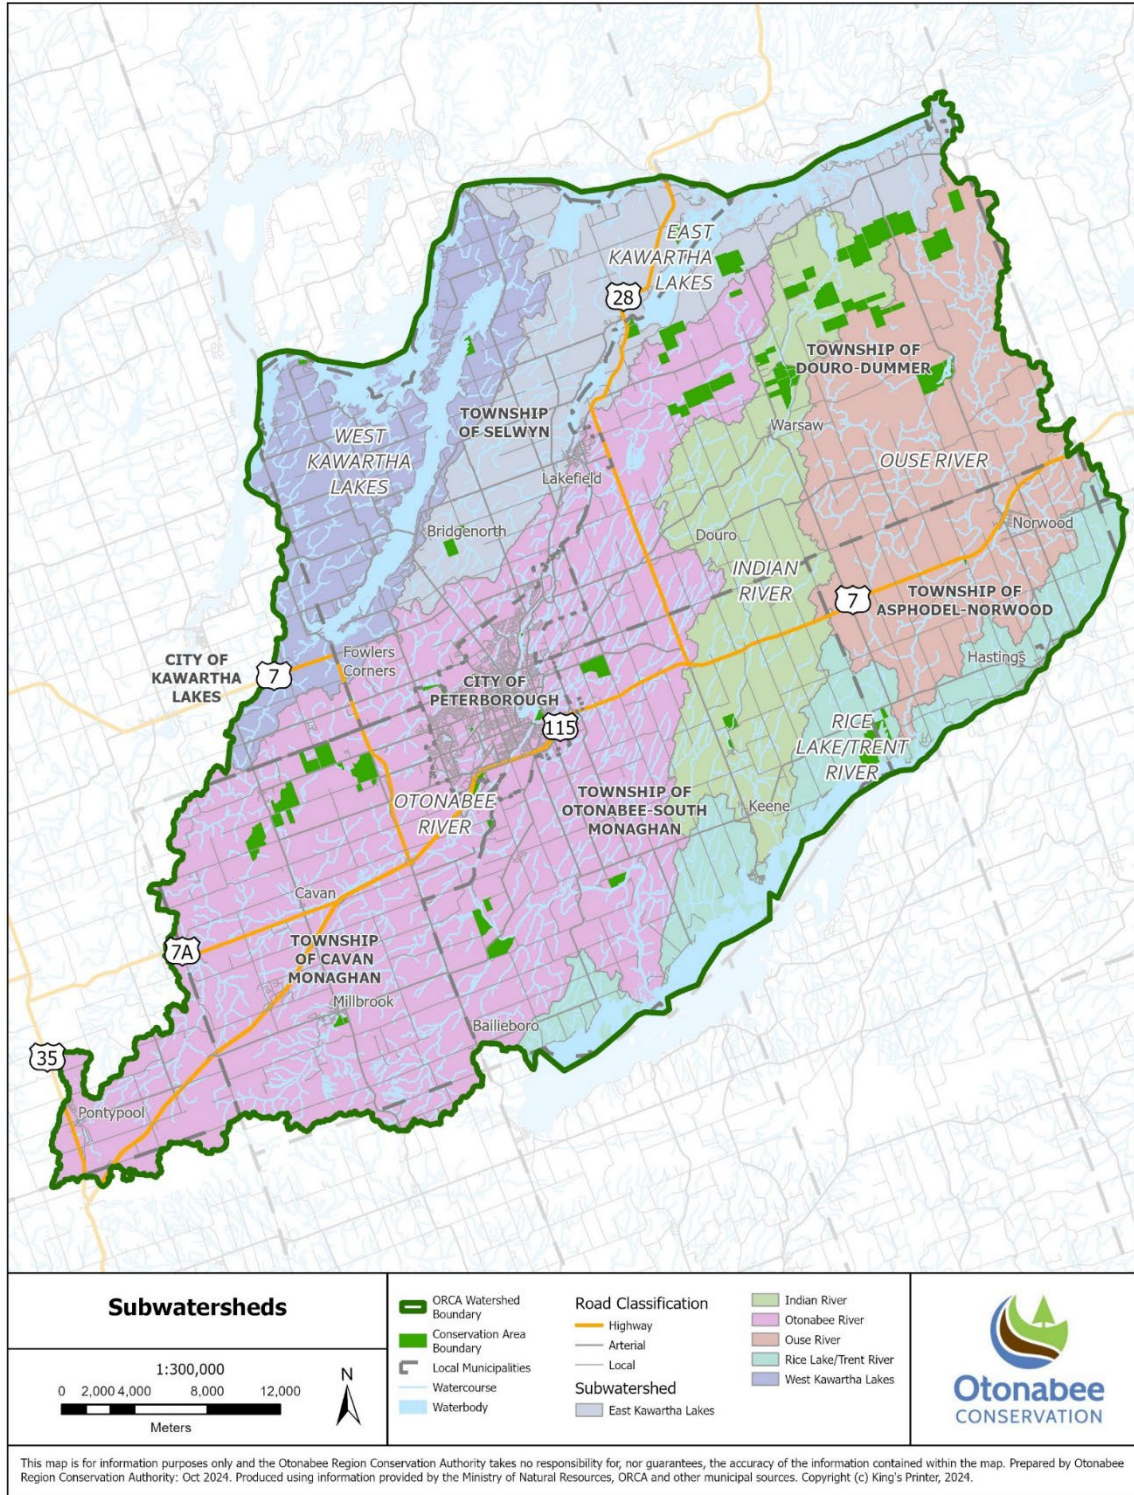 EAST
KAWARTHA
LAKES
28
TOWNSHIP OF
DOURO-DUMMER
TOWNSHIP
OF SELWYN
WEST
KAWARTHA
LAKES
Warsaw
OUSE RIVER
Lakefield
Bridgenorth
Norwood
Douro
INDIAN
RIVER
7
TOWNSHIP OF
ASPHODEL-NORWOOD
Hastings
CITY OF
KAWARTHA
LAKES
7
Fowlers
Corners
CITY OF
PETERBOROUGH
115
RICE
LAKE/TRENT
RIVER
OTONABEE
RIVER
TOWNSHIP OF
OTONABEE-SOUTH
MONAGHAN
Keene
Cavan
7A
TOWNSHIP
OF CAVAN
MONAGHAN
Millbrook
Bailieboro
35
Pontypool
Subwatersheds
1:300,000
0 2,000 4,000 8,000 12,000
Meters
N
ORCA Watershed
Boundary
Conservation Area
Boundary
Local Municipalities
Watercourse
Waterbody
Road Classification
Highway
Arterial
Local
Subwatershed
East Kawartha Lakes
Indian River
Otonabee River
Ouse River
Rice Lake/Trent River
West Kawartha Lakes
Otonabee
CONSERVATION
This map is for information purposes only and the Otonabee Region Conservation Authority takes no responsibility for, nor guarantees, the accuracy of the information contained within the map. Prepared by Otonabee
Region Conservation Authority: Oct 2024. Produced using information provided by the Ministry of Natural Resources, ORCA and other municipal sources. Copyright (c) King's Printer, 2024.